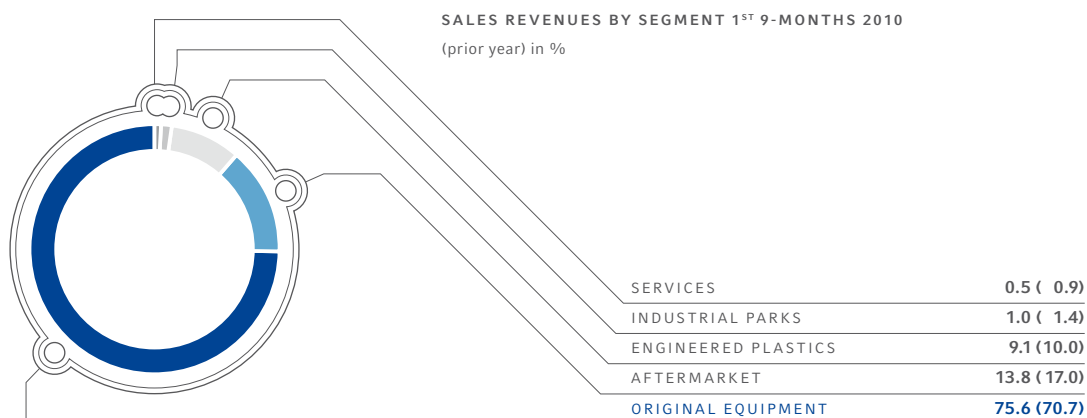 SALES REVENUES BY SEGMENT 1ST 9-MONTHS 2010
(prior year) in %
SERVICES 0.5 ( 0.9)
INDUSTRIAL PARKS 1.0 ( 1.4)
ENGINEERED PLASTICS 9.1 (10.0)
AFTERMARKET 13.8 (17.0)
ORIGINAL EQUIPMENT 75.6 (70.7)